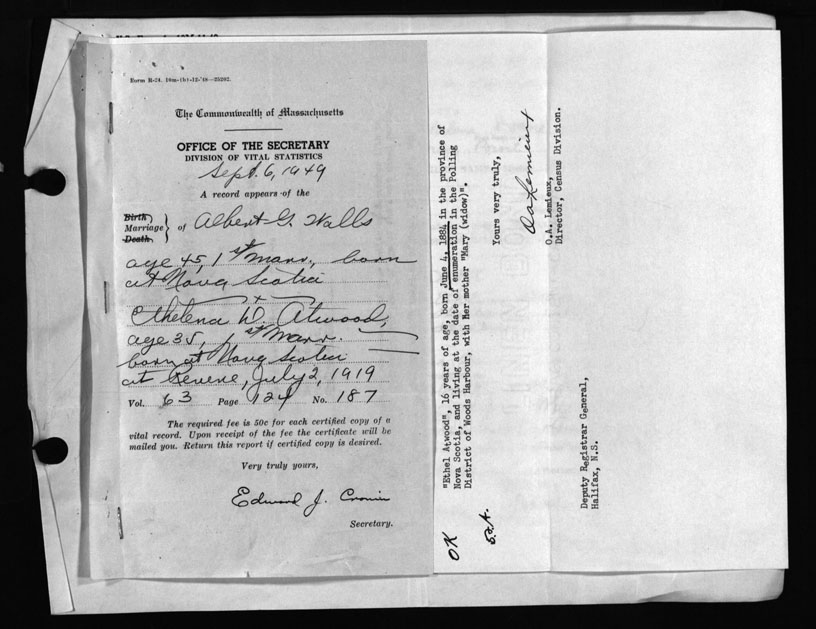 Form R-24. 10m-(b)-12-'48-25202.
The Commonwealth of Massachusetts
OFFICE OF THE SECRETARY
DIVISION OF VITAL STATISTICS
Sept. 6, 1949
A record appears of the
Birth
Marriage } of Albert G. Walls
Death
age 45, 1st marr., born
at Nova Scotia
+
Ethelena D. Atwood,
age 35, 1st marr.
born at Nova Scotia
at Revere, July 2, 1919
Vol. 63 Page 124 No. 187
The required fee is 50c for each certified copy of a
vital record. Upon receipt of the fee the certificate will be
mailed you. Return this report if certified copy is desired.
Very truly yours,
Edward J. Cronin
Secretary.
"Ethel Atwood", 16 years of age, born June 4, 1884 in the province of
Nova Scotia, and living at the date of enumeration in the Polling
District of Woods Harbour, with Her mother "Mary (widow)".
Yours very truly,
O A Lemieux
O.A. Lemieux,
Director, Census Division.
Deputy Registrar General,
Halifax, N.S.
OK